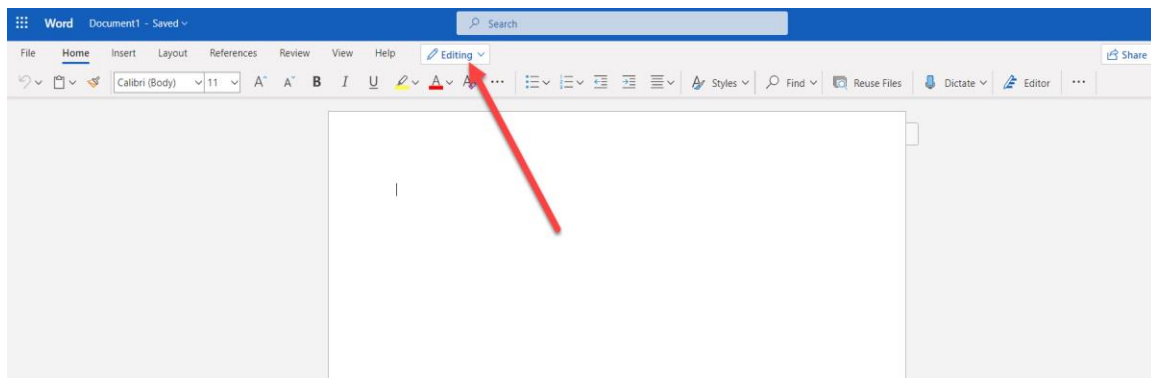 Word Document1 - Saved Search
File Home Insert Layout References Review View Help Editing Share
Calibri (Body) 11 A A B I U A A Styles Find Reuse Files Dictate Editor ...